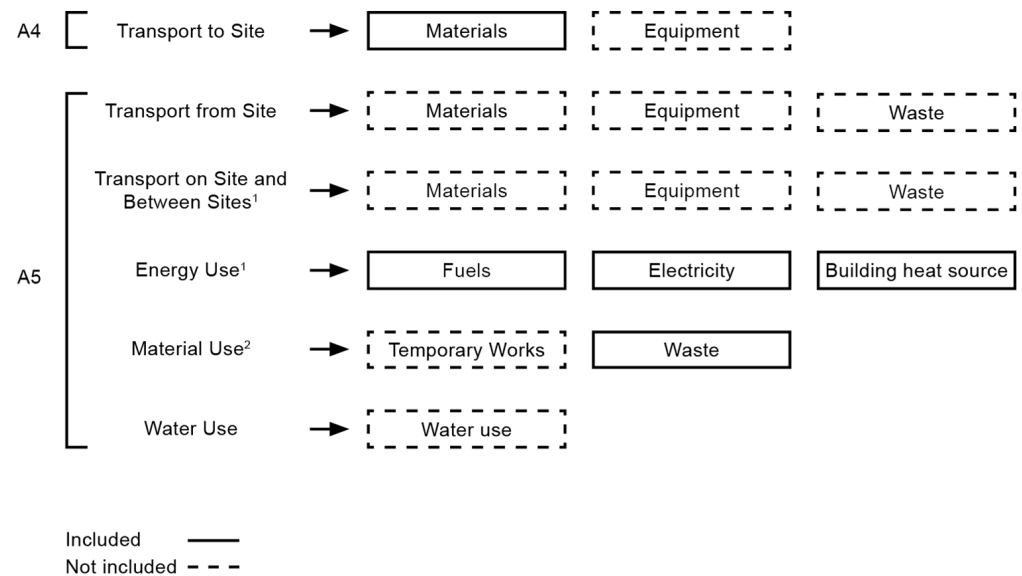 A4 Transport to Site Materials Equipment
Transport from Site Materials Equipment Waste
Transport on Site and
Between Sites¹ Materials Equipment Waste
A5 Energy Use¹ Fuels Electricity Building heat source
Material Use² Temporary Works Waste
Water Use Water use
Included
Not included